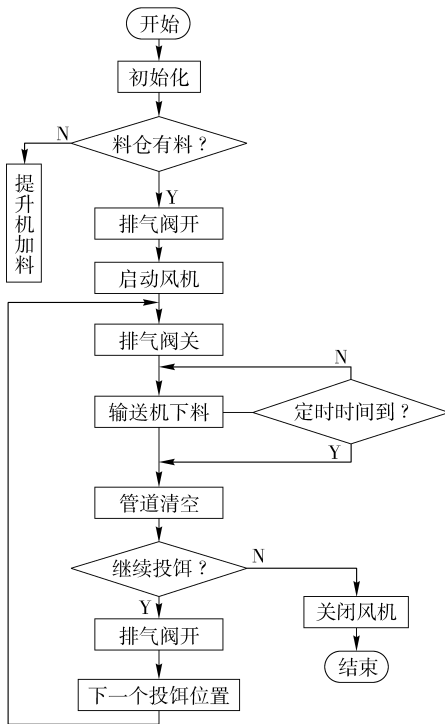 开始
初始化
N
料仓有料?
提升机加料
Y
排气阀开
启动风机
排气阀关
N
输送机下料
定时时间到?
Y
管道清空
继续投饵?
N
Y
关闭风机
排气阀开
结束
下一个投饵位置